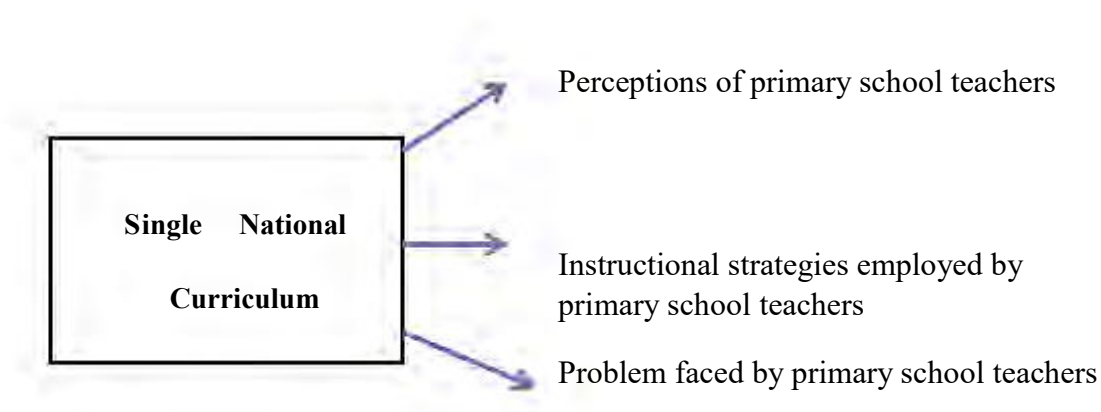 Perceptions of primary school teachers
Single National
Curriculum
Instructional strategies employed by
primary school teachers
Problem faced by primary school teachers